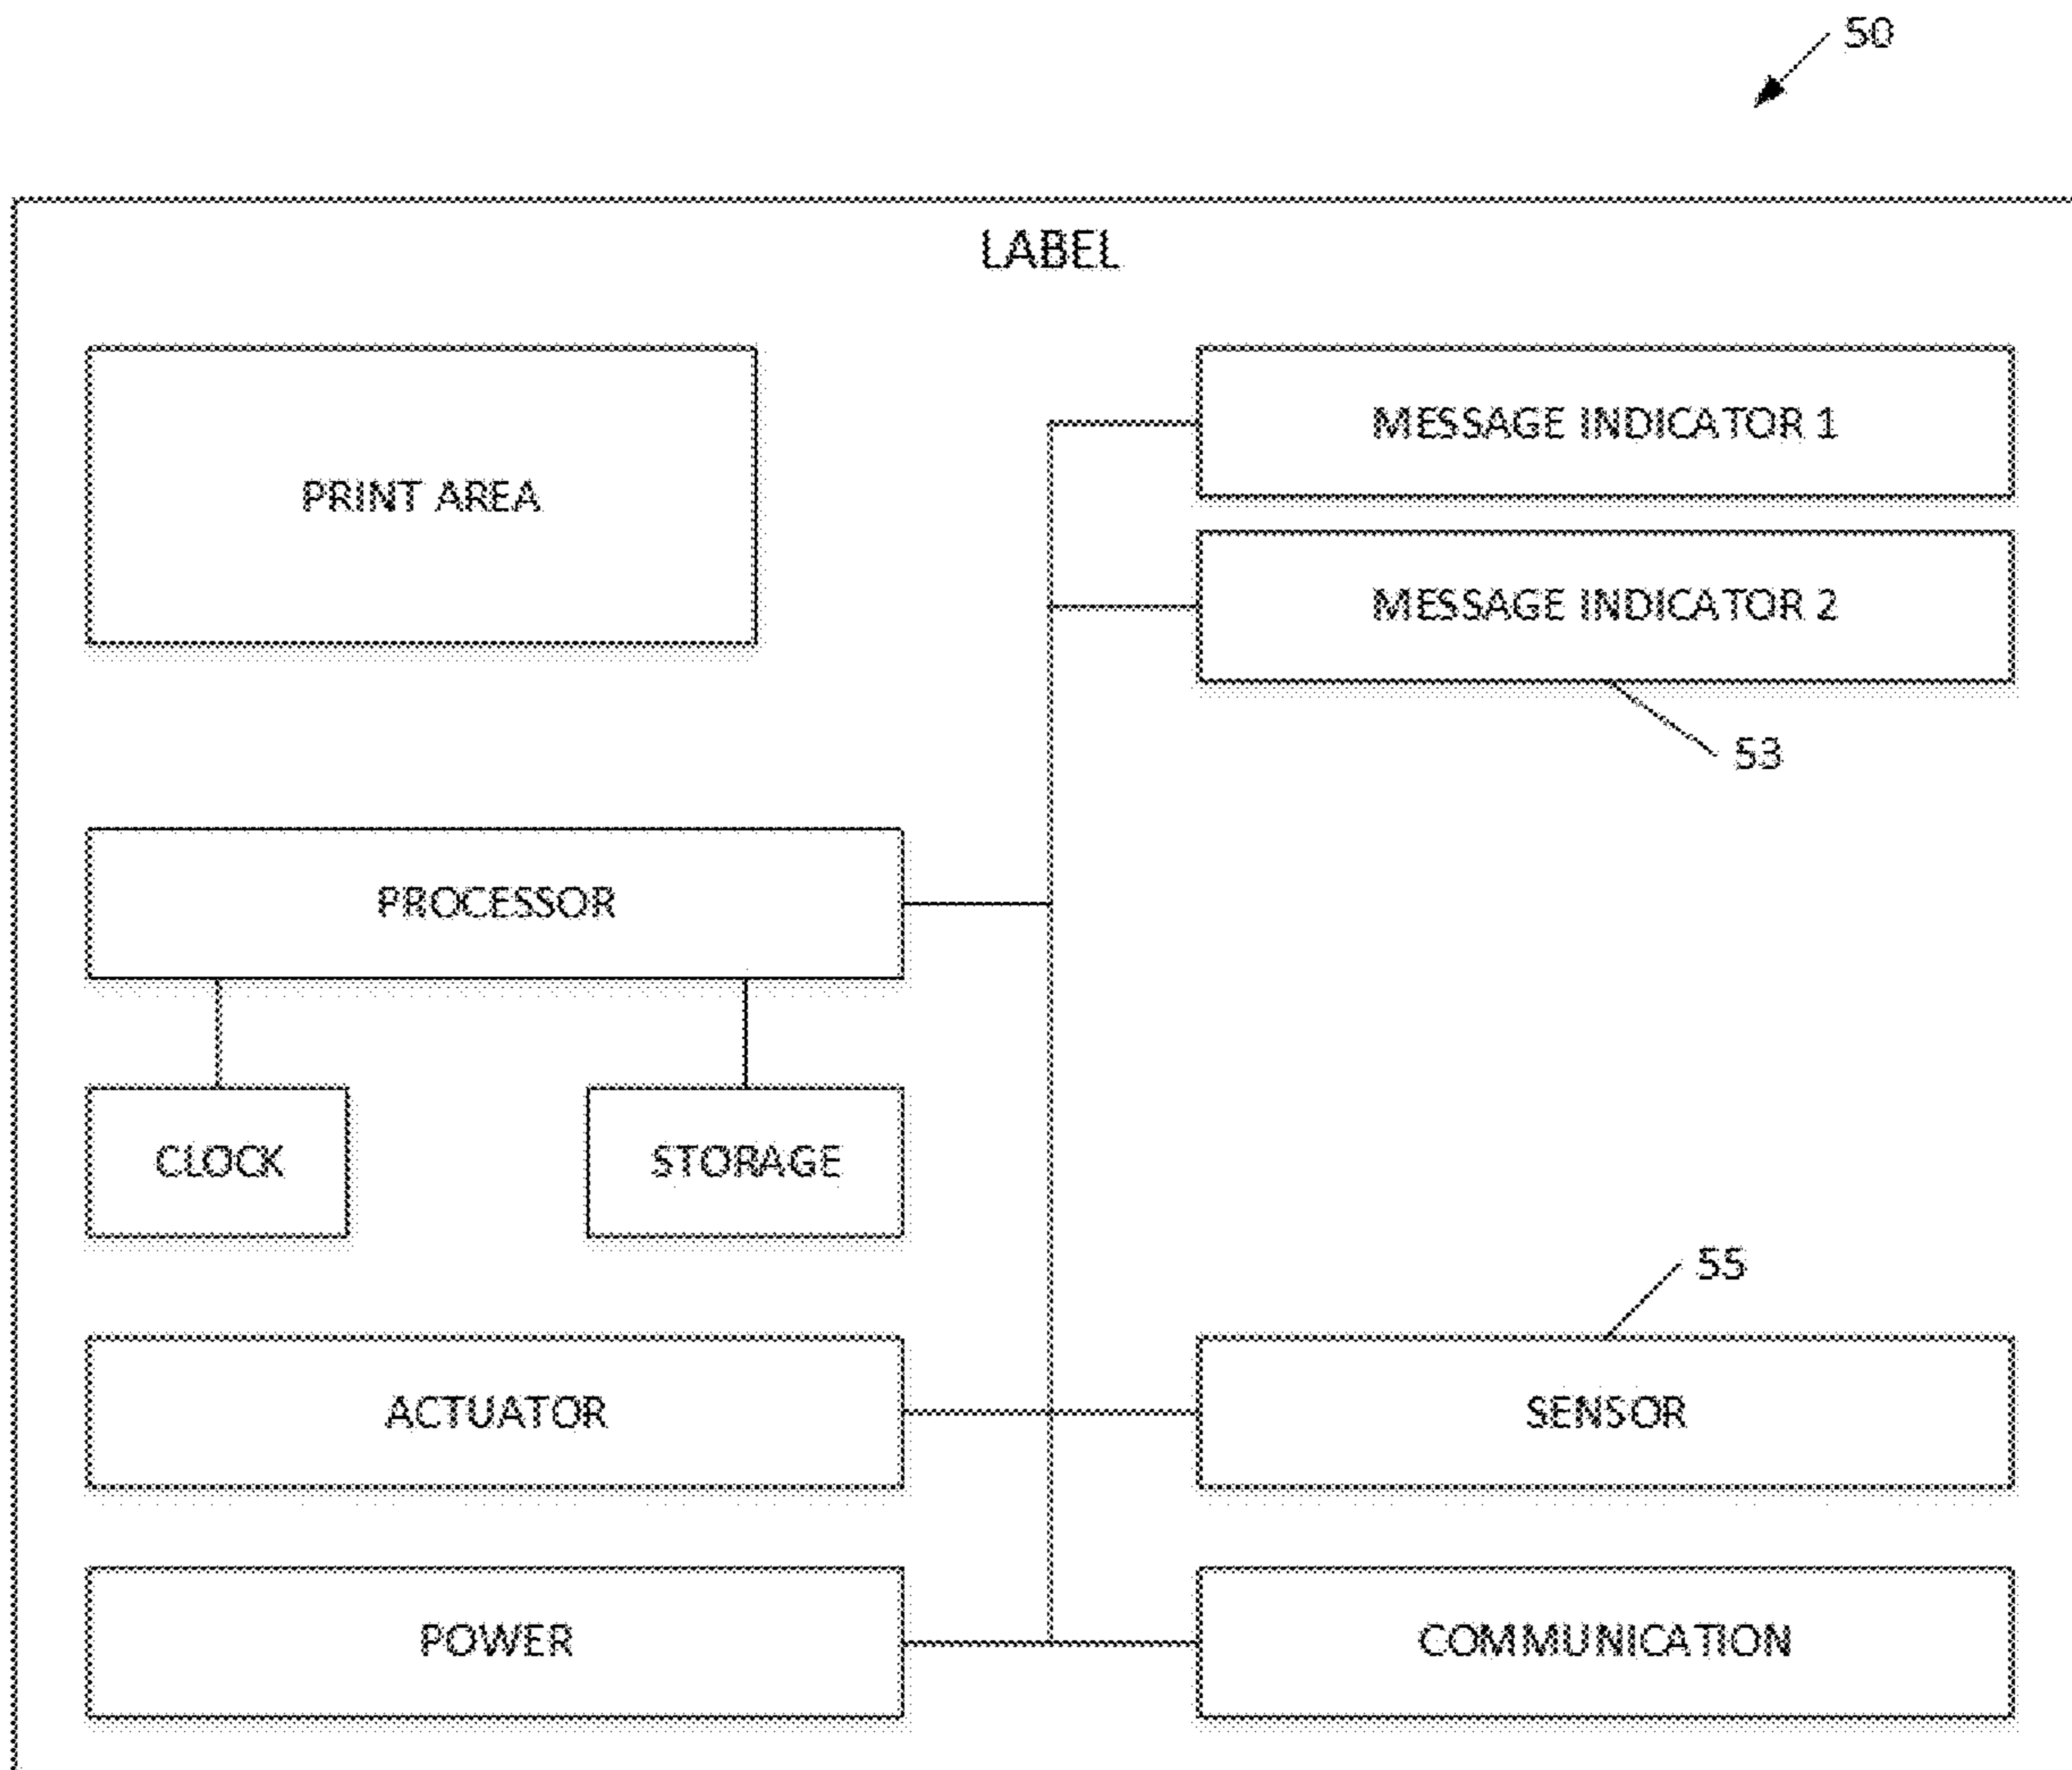 50
LABEL
PRINT AREA
MESSAGE INDICATOR 1
MESSAGE INDICATOR 2
53
PROCESSOR
CLOCK
STORAGE
55
ACTUATOR
SENSOR
POWER
COMMUNICATION